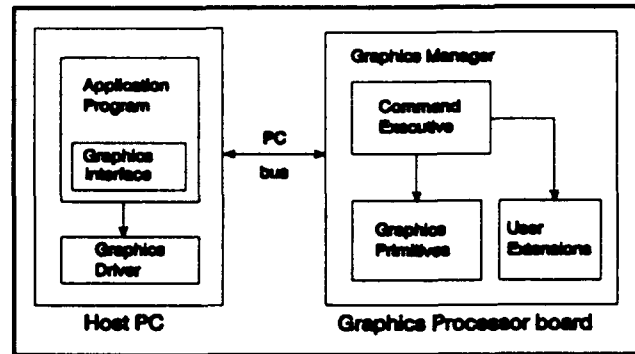 Application
Program
Graphics
Interface
Graphics
Driver
Host PC
PC
bus
Graphics Manager
Command
Executive
Graphics
Primitives
User
Extensions
Graphics Processor board